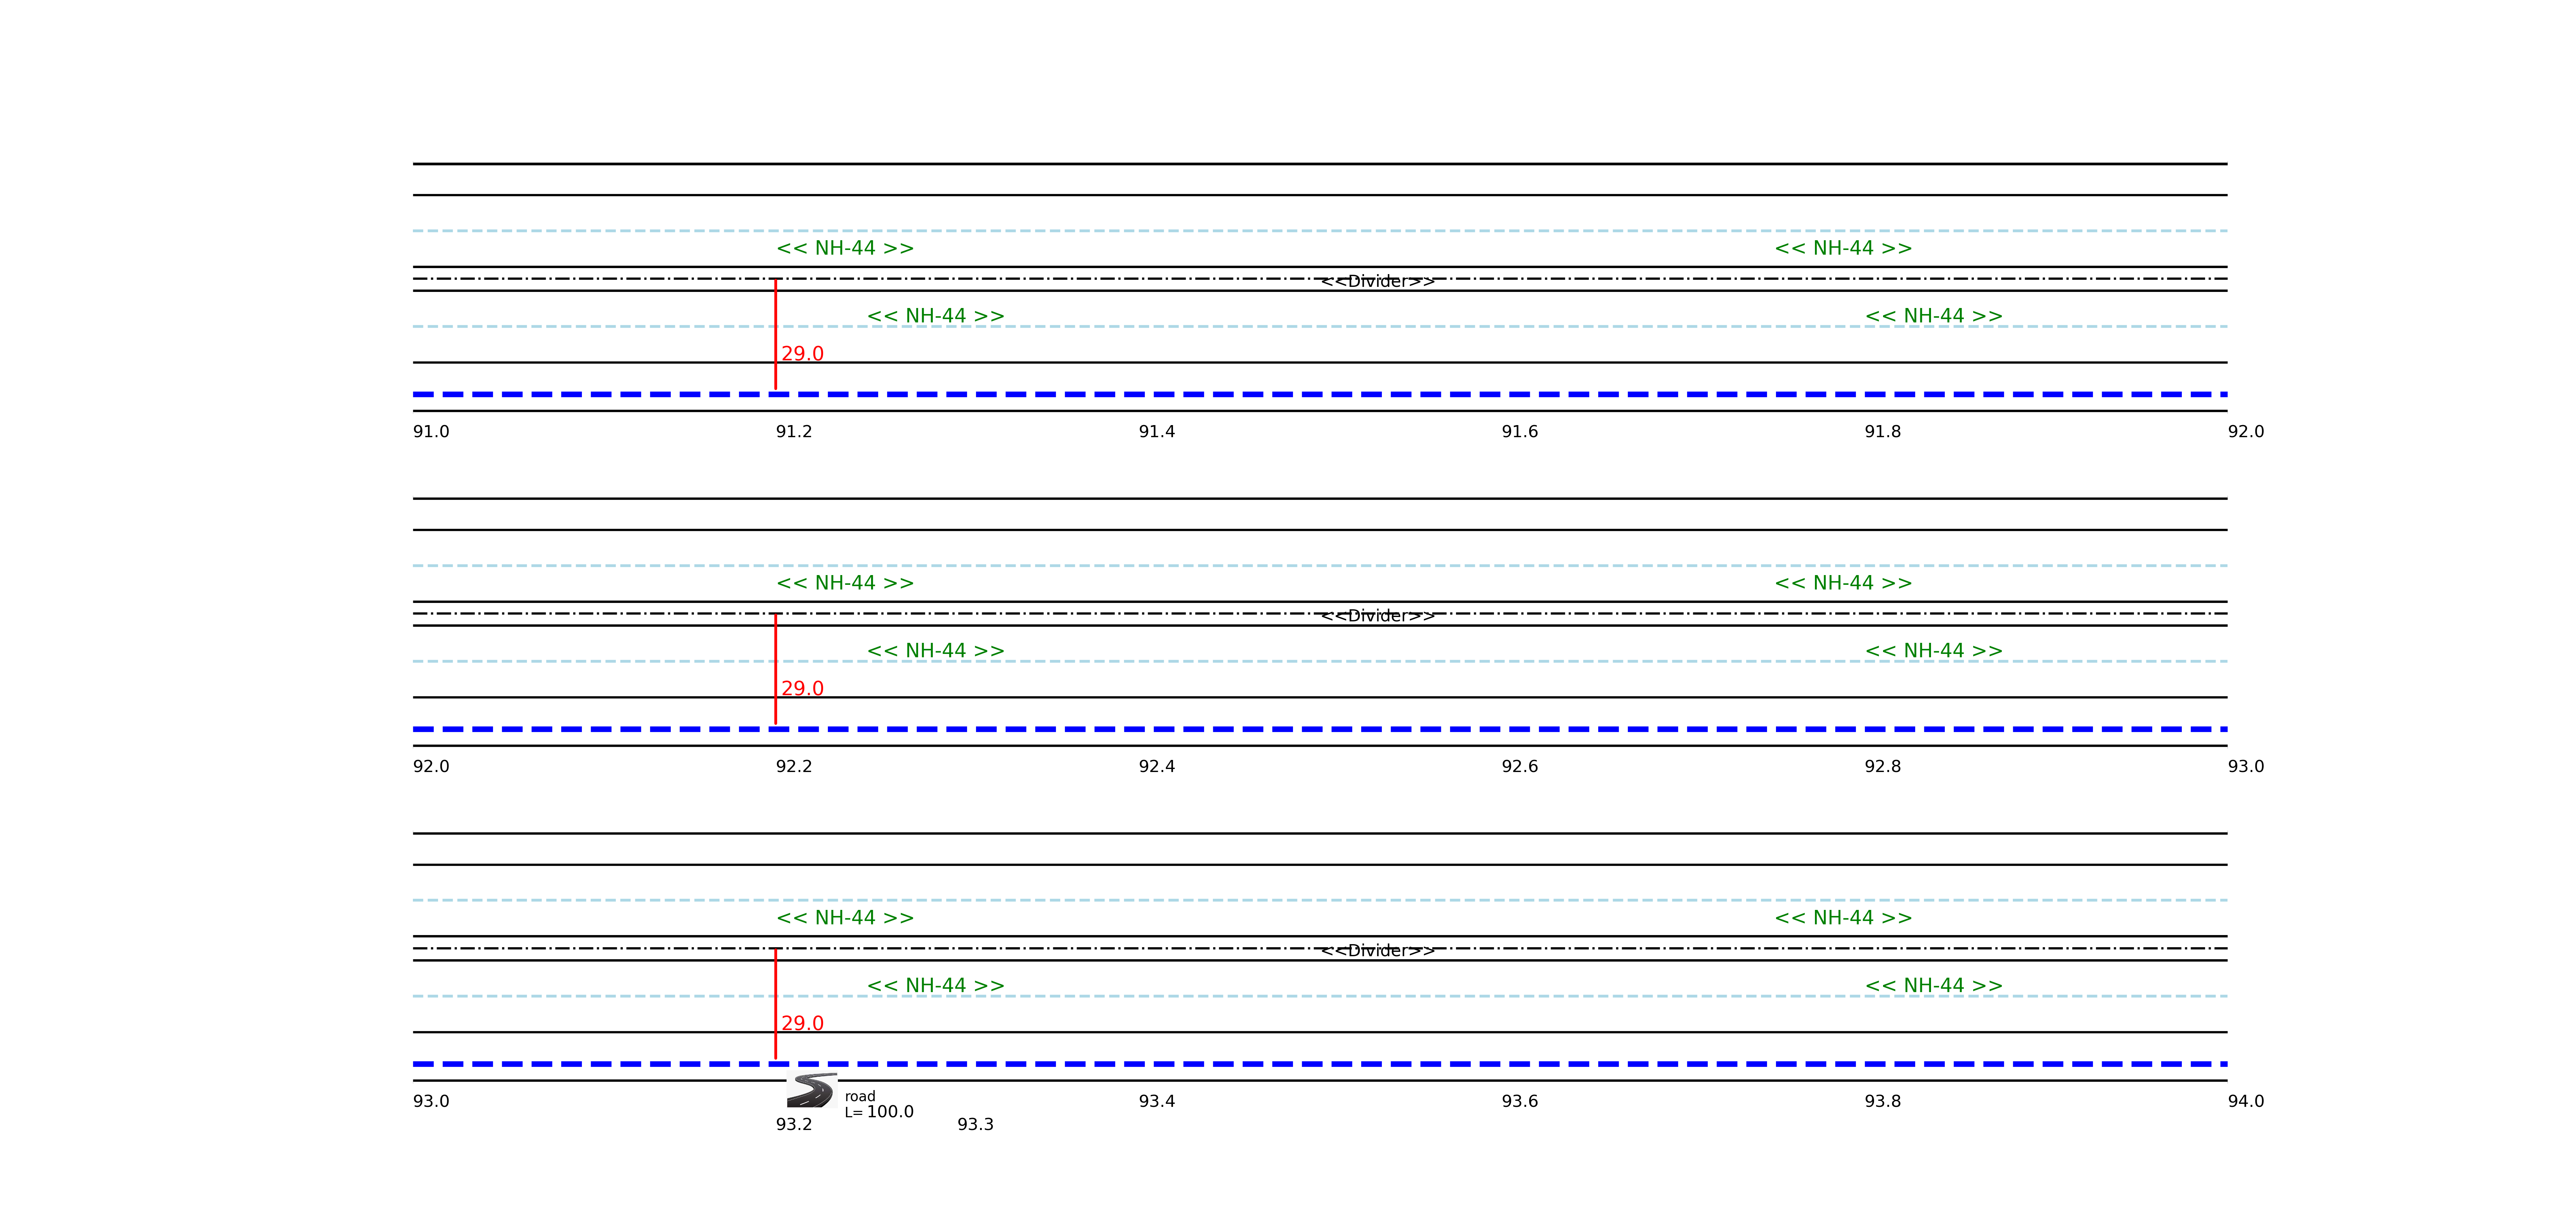 << NH-44 >> << NH-44 >>
<<Divider>>
<< NH-44 >> << NH-44 >>
29.0
91.0 91.2 91.4 91.6 91.8 92.0
<< NH-44 >> << NH-44 >>
<<Divider>>
<< NH-44 >> << NH-44 >>
29.0
92.0 92.2 92.4 92.6 92.8 93.0
<< NH-44 >> << NH-44 >>
<<Divider>>
<< NH-44 >> << NH-44 >>
29.0
road
93.0 93.4 93.6 93.8 94.0
L= 100.0
93.2 93.3